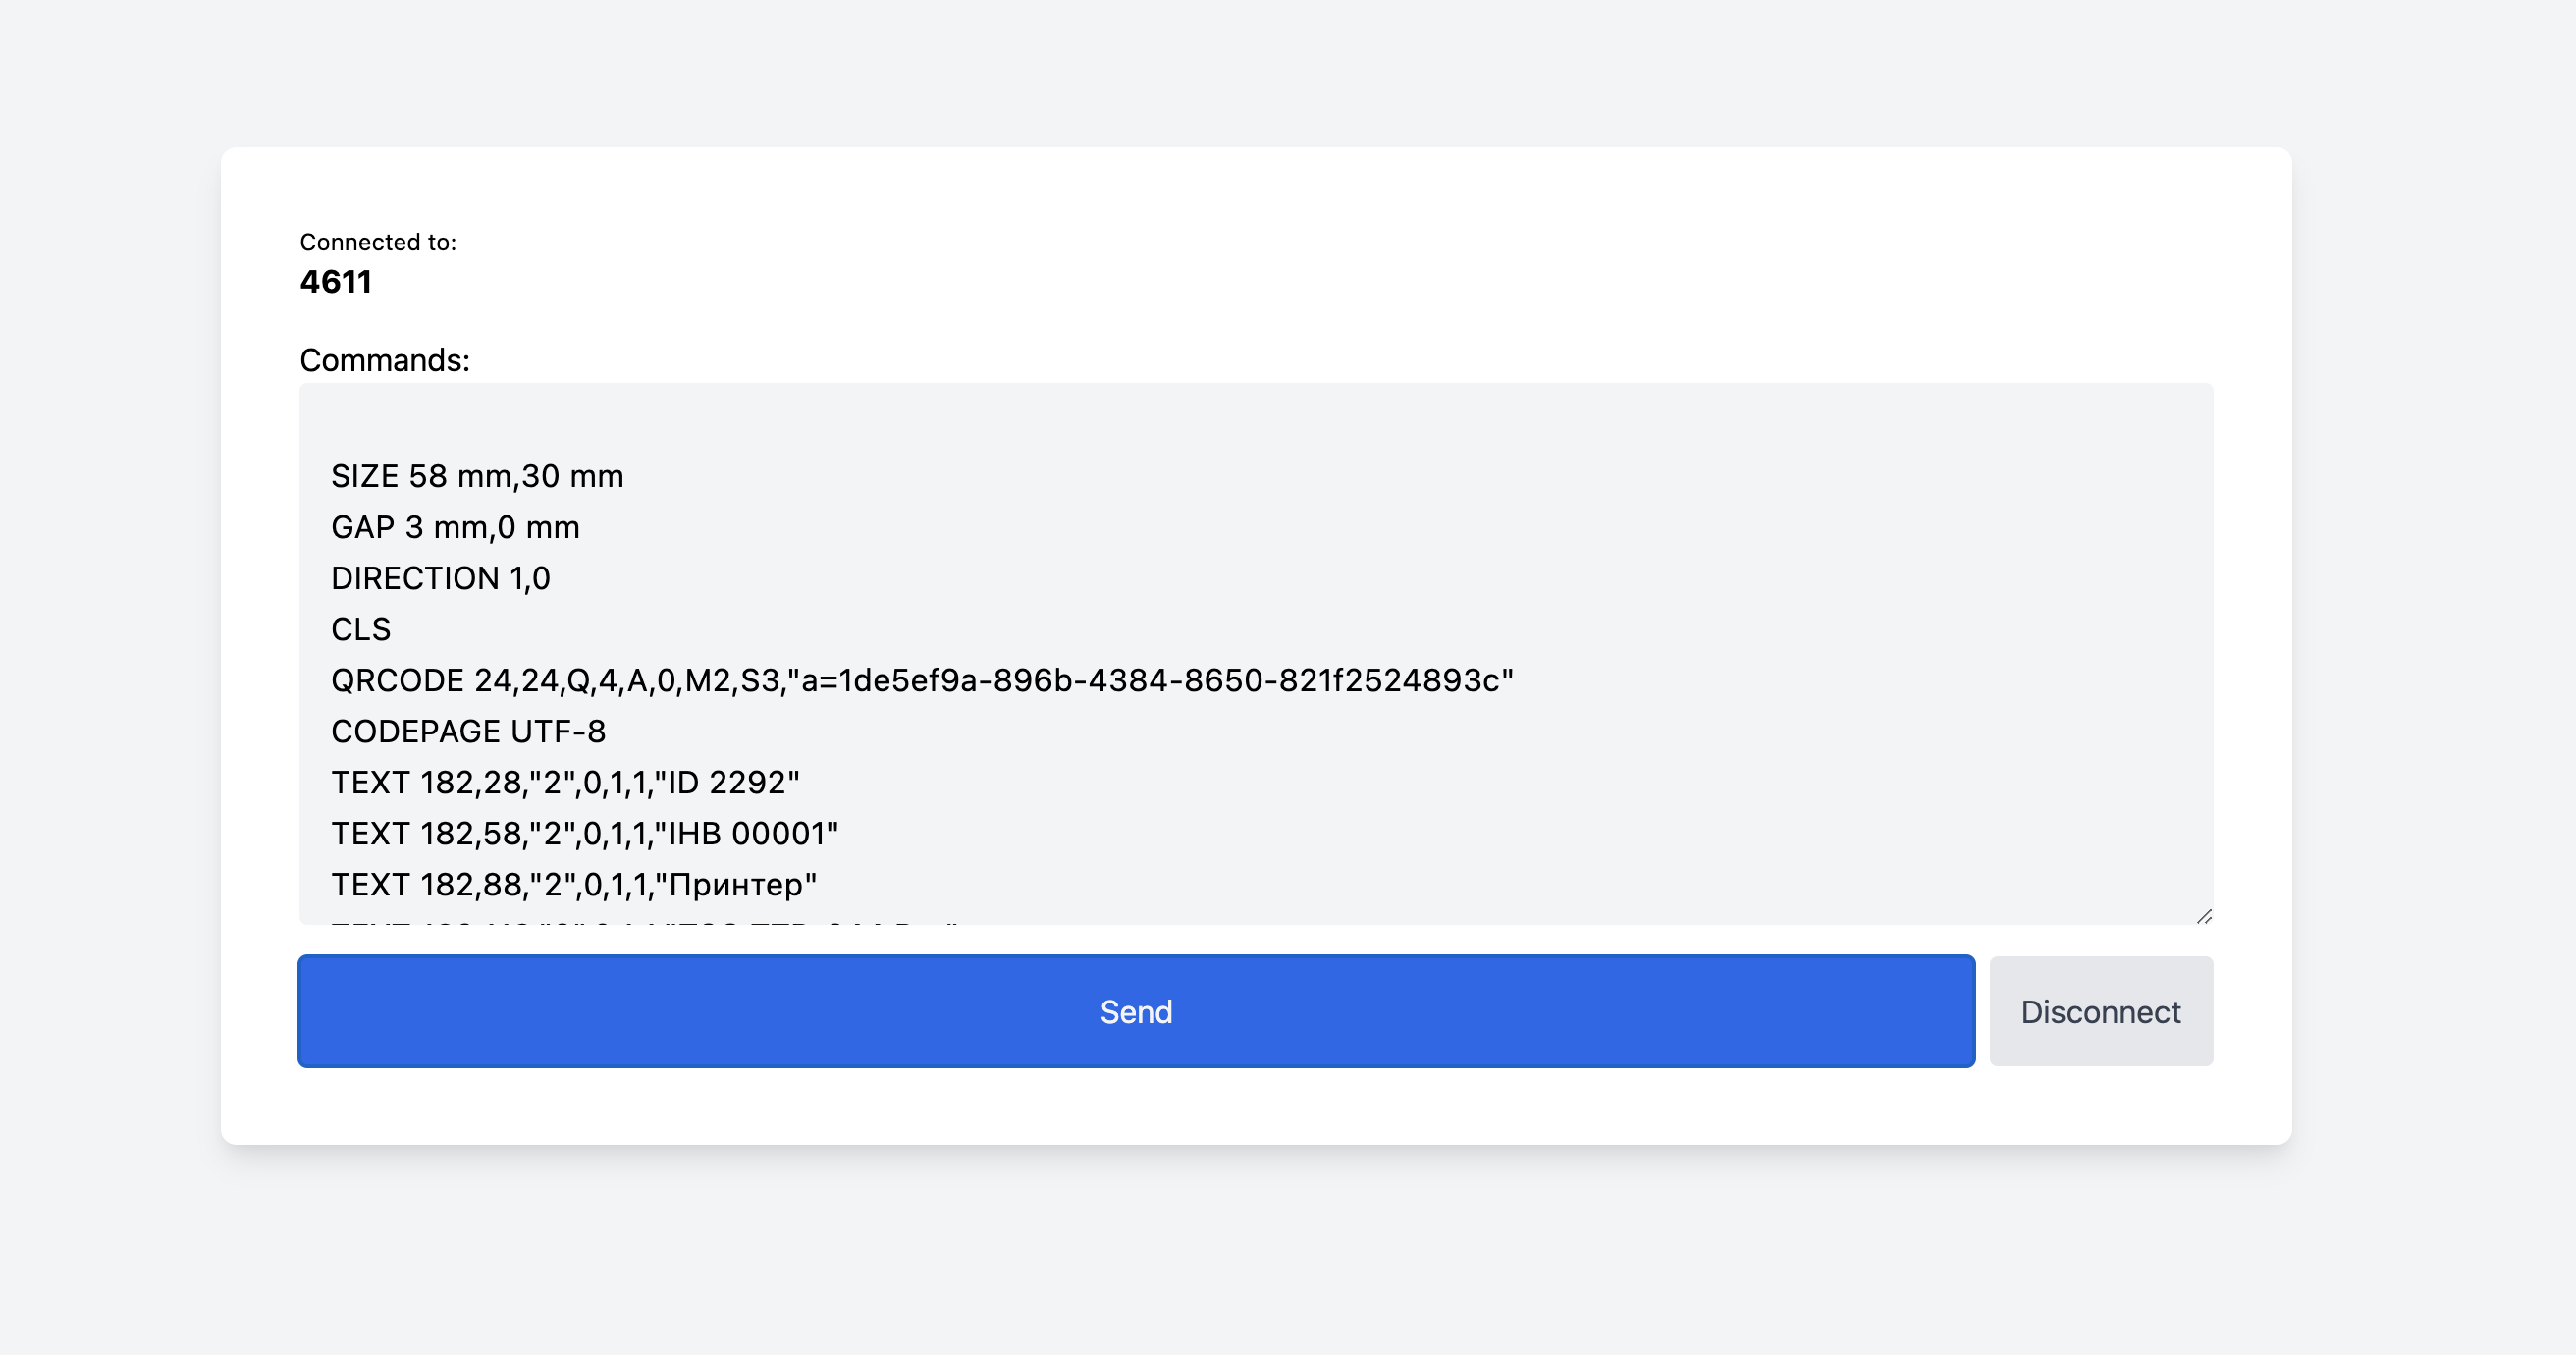 Connected to:
4611
Commands:
SIZE 58 mm,30 mm
GAP 3 mm,0 mm
DIRECTION 1,0
CLS
QRCODE 24,24,Q,4,A,0,M2,S3,"a=1de5ef9a-896b-4384-8650-821f2524893c"
CODEPAGE UTF-8
TEXT 182,28,"2",0,1,1,"ID 2292"
TEXT 182,58,"2",0,1,1,"ІНВ 00001"
TEXT 182,88,"2",0,1,1,"Принтер"
Send
Disconnect